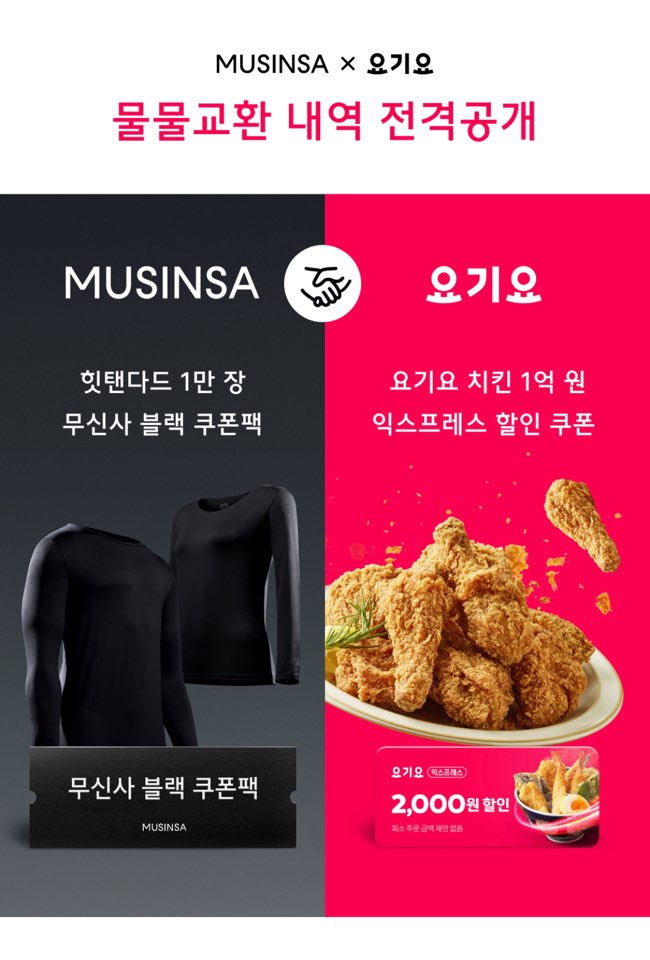 MUSINSA × 요기요
물물교환 내역 전격공개
MUSINSA
힛탠다드 1만 장
무신사 블랙 쿠폰팩
무신사 블랙 쿠폰팩
MUSINSA
요기요
요기요 치킨 1억 원
익스프레스 할인 쿠폰
요기요 익스프레스
2,000원 할인
최소 주문 금액 제한 없음